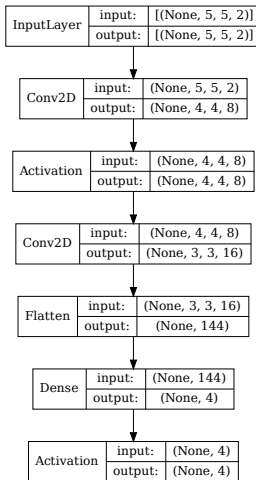 InputLayer
input: [(None, 5, 5, 2)]
output: [(None, 5, 5, 2)]
Conv2D
input: (None, 5, 5, 2)
output: (None, 4, 4, 8)
Activation
input: (None, 4, 4, 8)
output: (None, 4, 4, 8)
Conv2D
input: (None, 4, 4, 8)
output: (None, 3, 3, 16)
Flatten
input: (None, 3, 3, 16)
output: (None, 144)
Dense
input: (None, 144)
output: (None, 4)
Activation
input: (None, 4)
output: (None, 4)